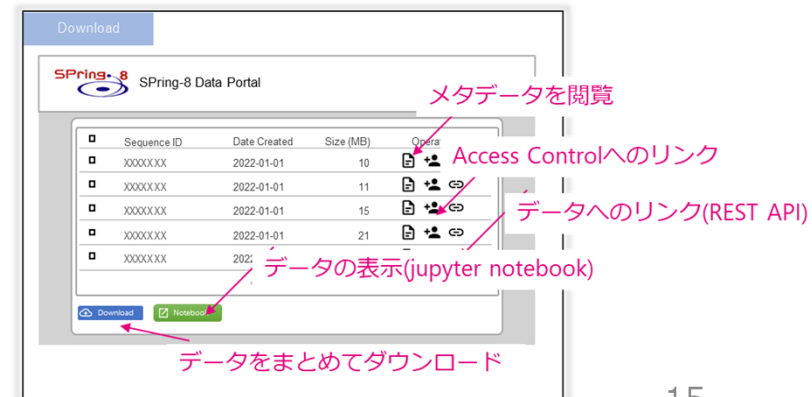 Download
SPring-8 SPring-8 Data Portal
メタデータを閲覧
Sequence ID Date Created Size (MB) Opera
XXXXXXX 2022-01-01 10
Access Controlへのリンク
XXXXXXX 2022-01-01 11
XXXXXXX 2022-01-01 15
データへのリンク(REST API)
XXXXXXX 2022-01-01 21
XXXXXXX 202
データの表示(jupyter notebook)
Download Notebook
データをまとめてダウンロード
15